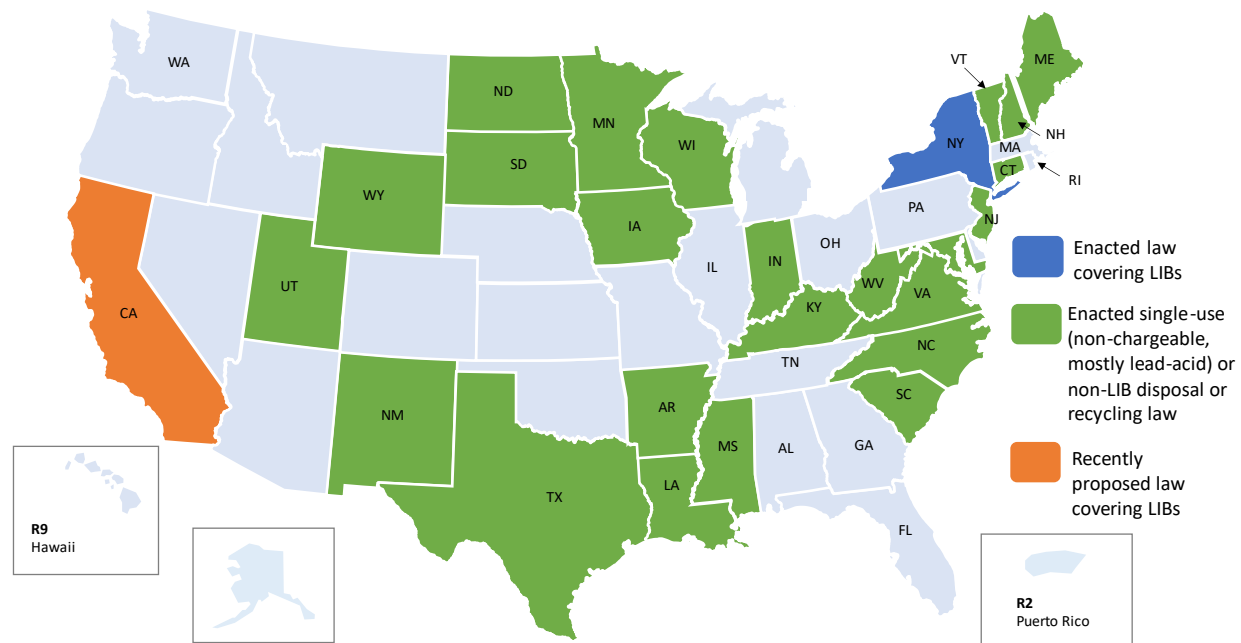 WA
ND
MN
WI
SD
WY
IA
UT
CA
NM
TX
AR
LA
MS
IL
IN
OH
KY
TN
AL
GA
FL
SC
NC
VA
WV
PA
NJ
NY
VT
ME
NH
MA
CT
RI
Enacted law
covering LIBs
Enacted single-use
(non-chargeable,
mostly lead-acid) or
non-LIB disposal or
recycling law
Recently
proposed law
covering LIBs
R9
Hawaii
R2
Puerto Rico